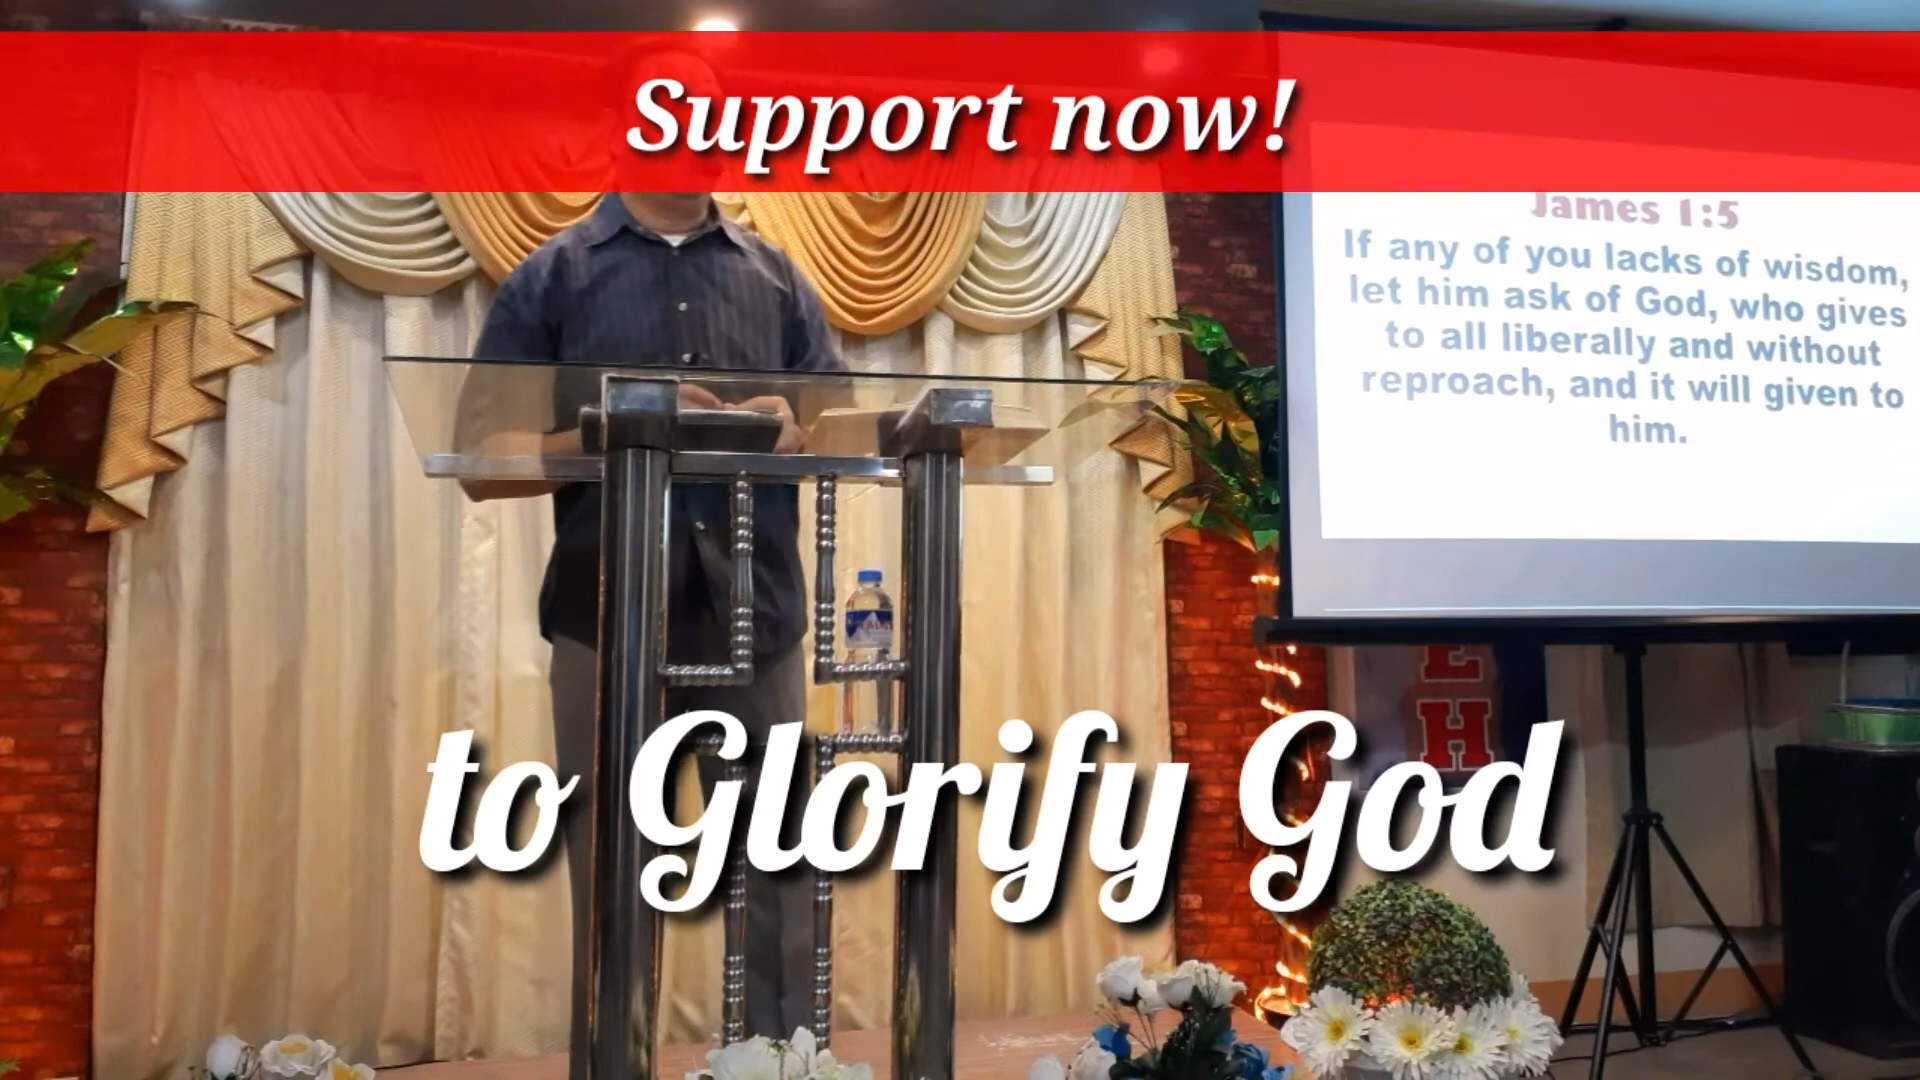 Support now!
James 1:5
If any of you lacks of wisdom,
let him ask of God, who gives
to all liberally and without
reproach, and it will given to
him.
E
H
to Glorify God